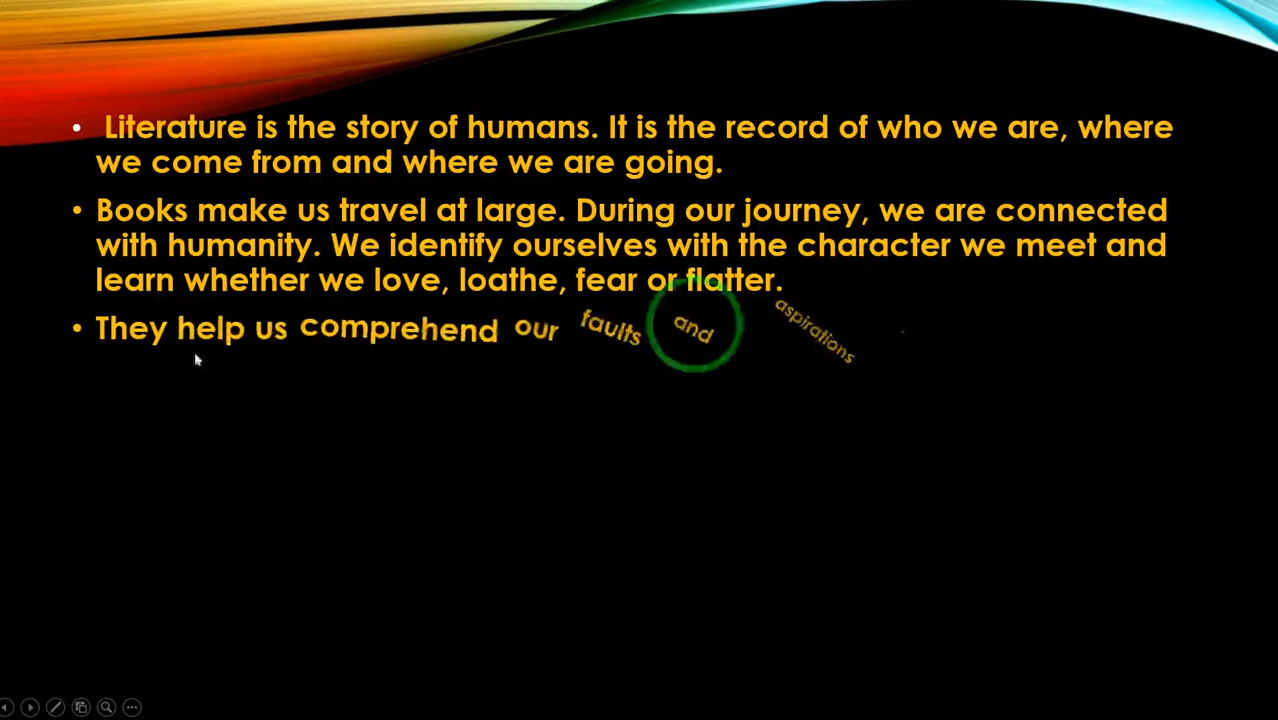 • Literature is the story of humans. It is the record of who we are, where
we come from and where we are going.
• Books make us travel at large. During our journey, we are connected
with humanity. We identify ourselves with the character we meet and
learn whether we love, loathe, fear or flatter.
• They help us comprehend our faults and aspirations